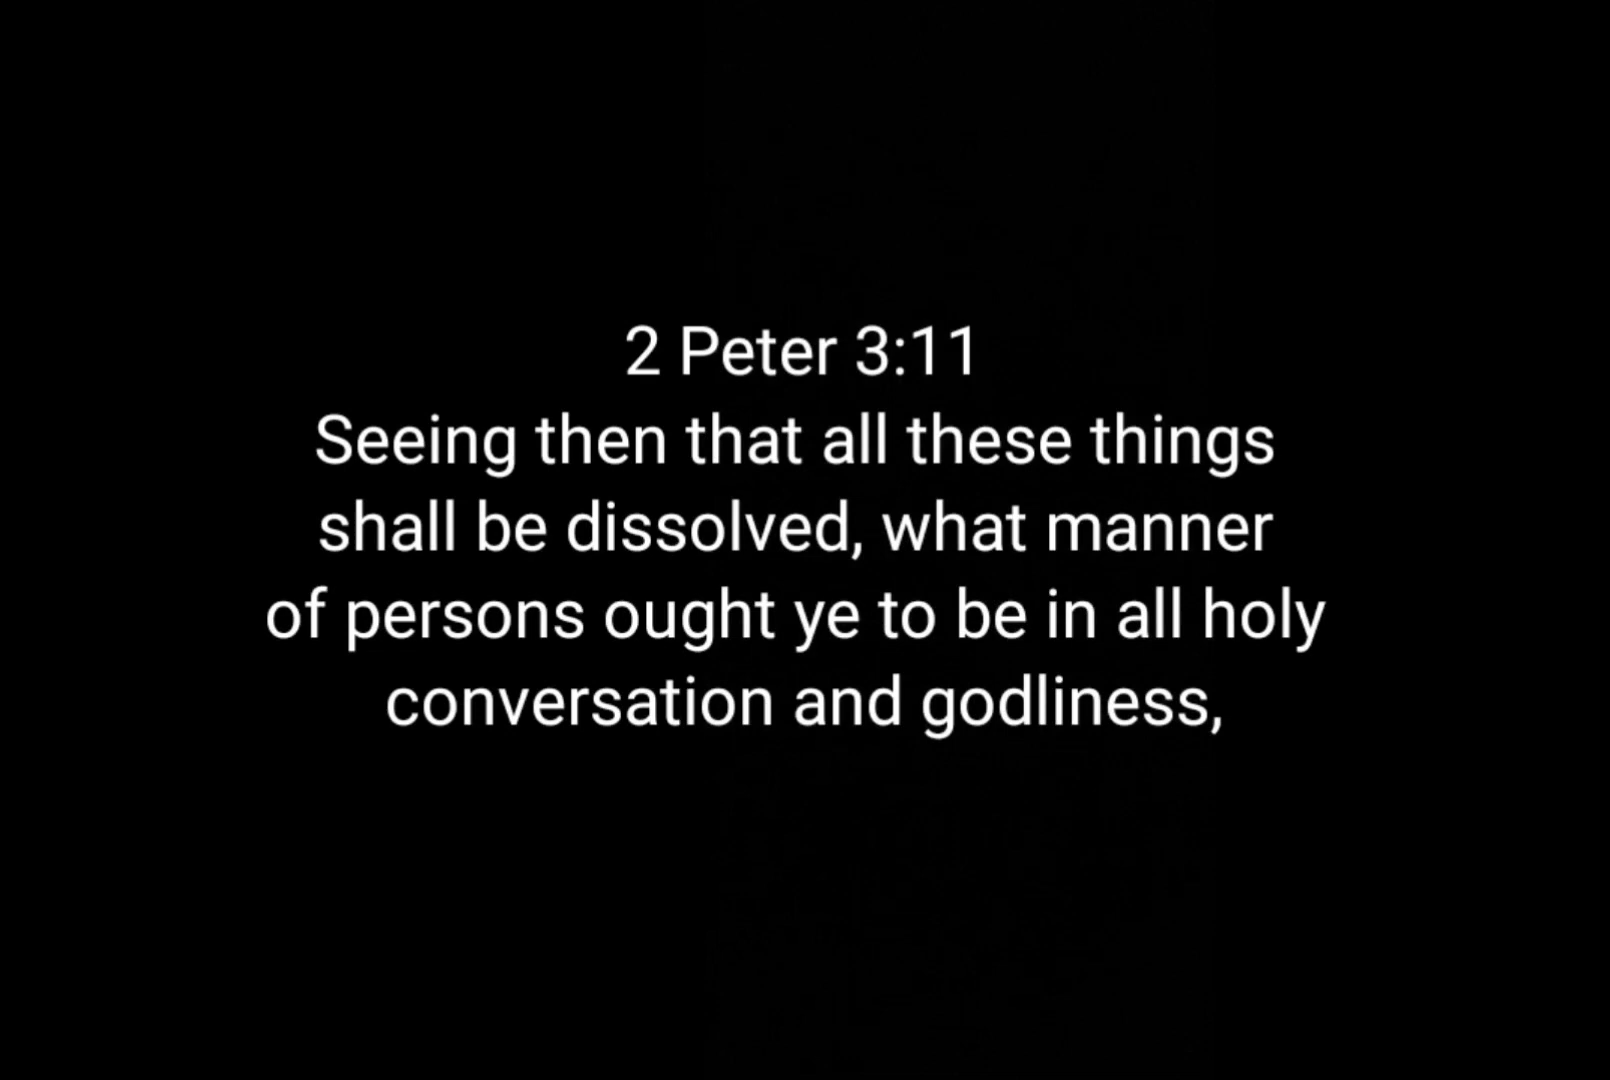 2 Peter 3:11
Seeing then that all these things
shall be dissolved, what manner
of persons ought ye to be in all holy
conversation and godliness,